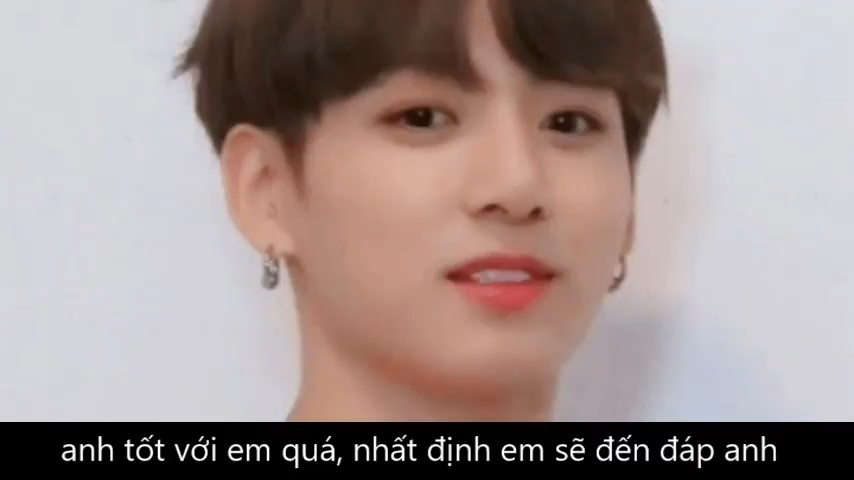 anh tốt với em quá, nhất định em sẽ đến đáp anh